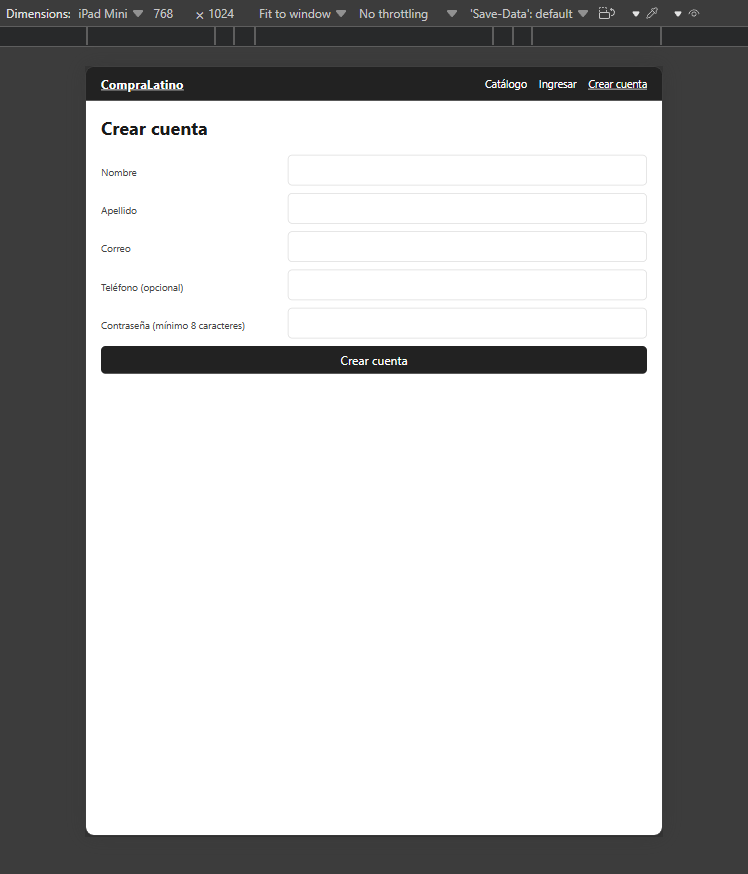 Dimensions: iPad Mini 768 × 1024 Fit to window No throttling 'Save-Data': default
CompraLatino Catálogo Ingresar Crear cuenta
Crear cuenta
Nombre
Apellido
Correo
Teléfono (opcional)
Contraseña (mínimo 8 caracteres)
Crear cuenta